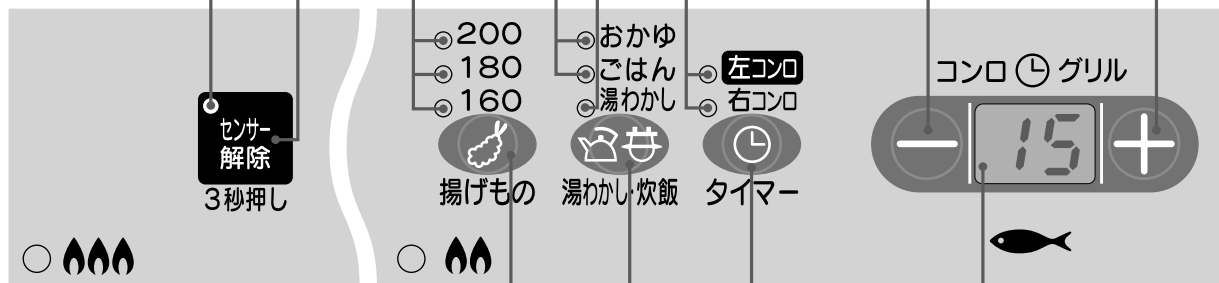 センサー
解除
3秒押し
200
180
160
揚げもの
おかゆ
ごはん
湯わかし
湯わかし・炊飯
左コンロ
右コンロ
タイマー
コンロ グリル
15